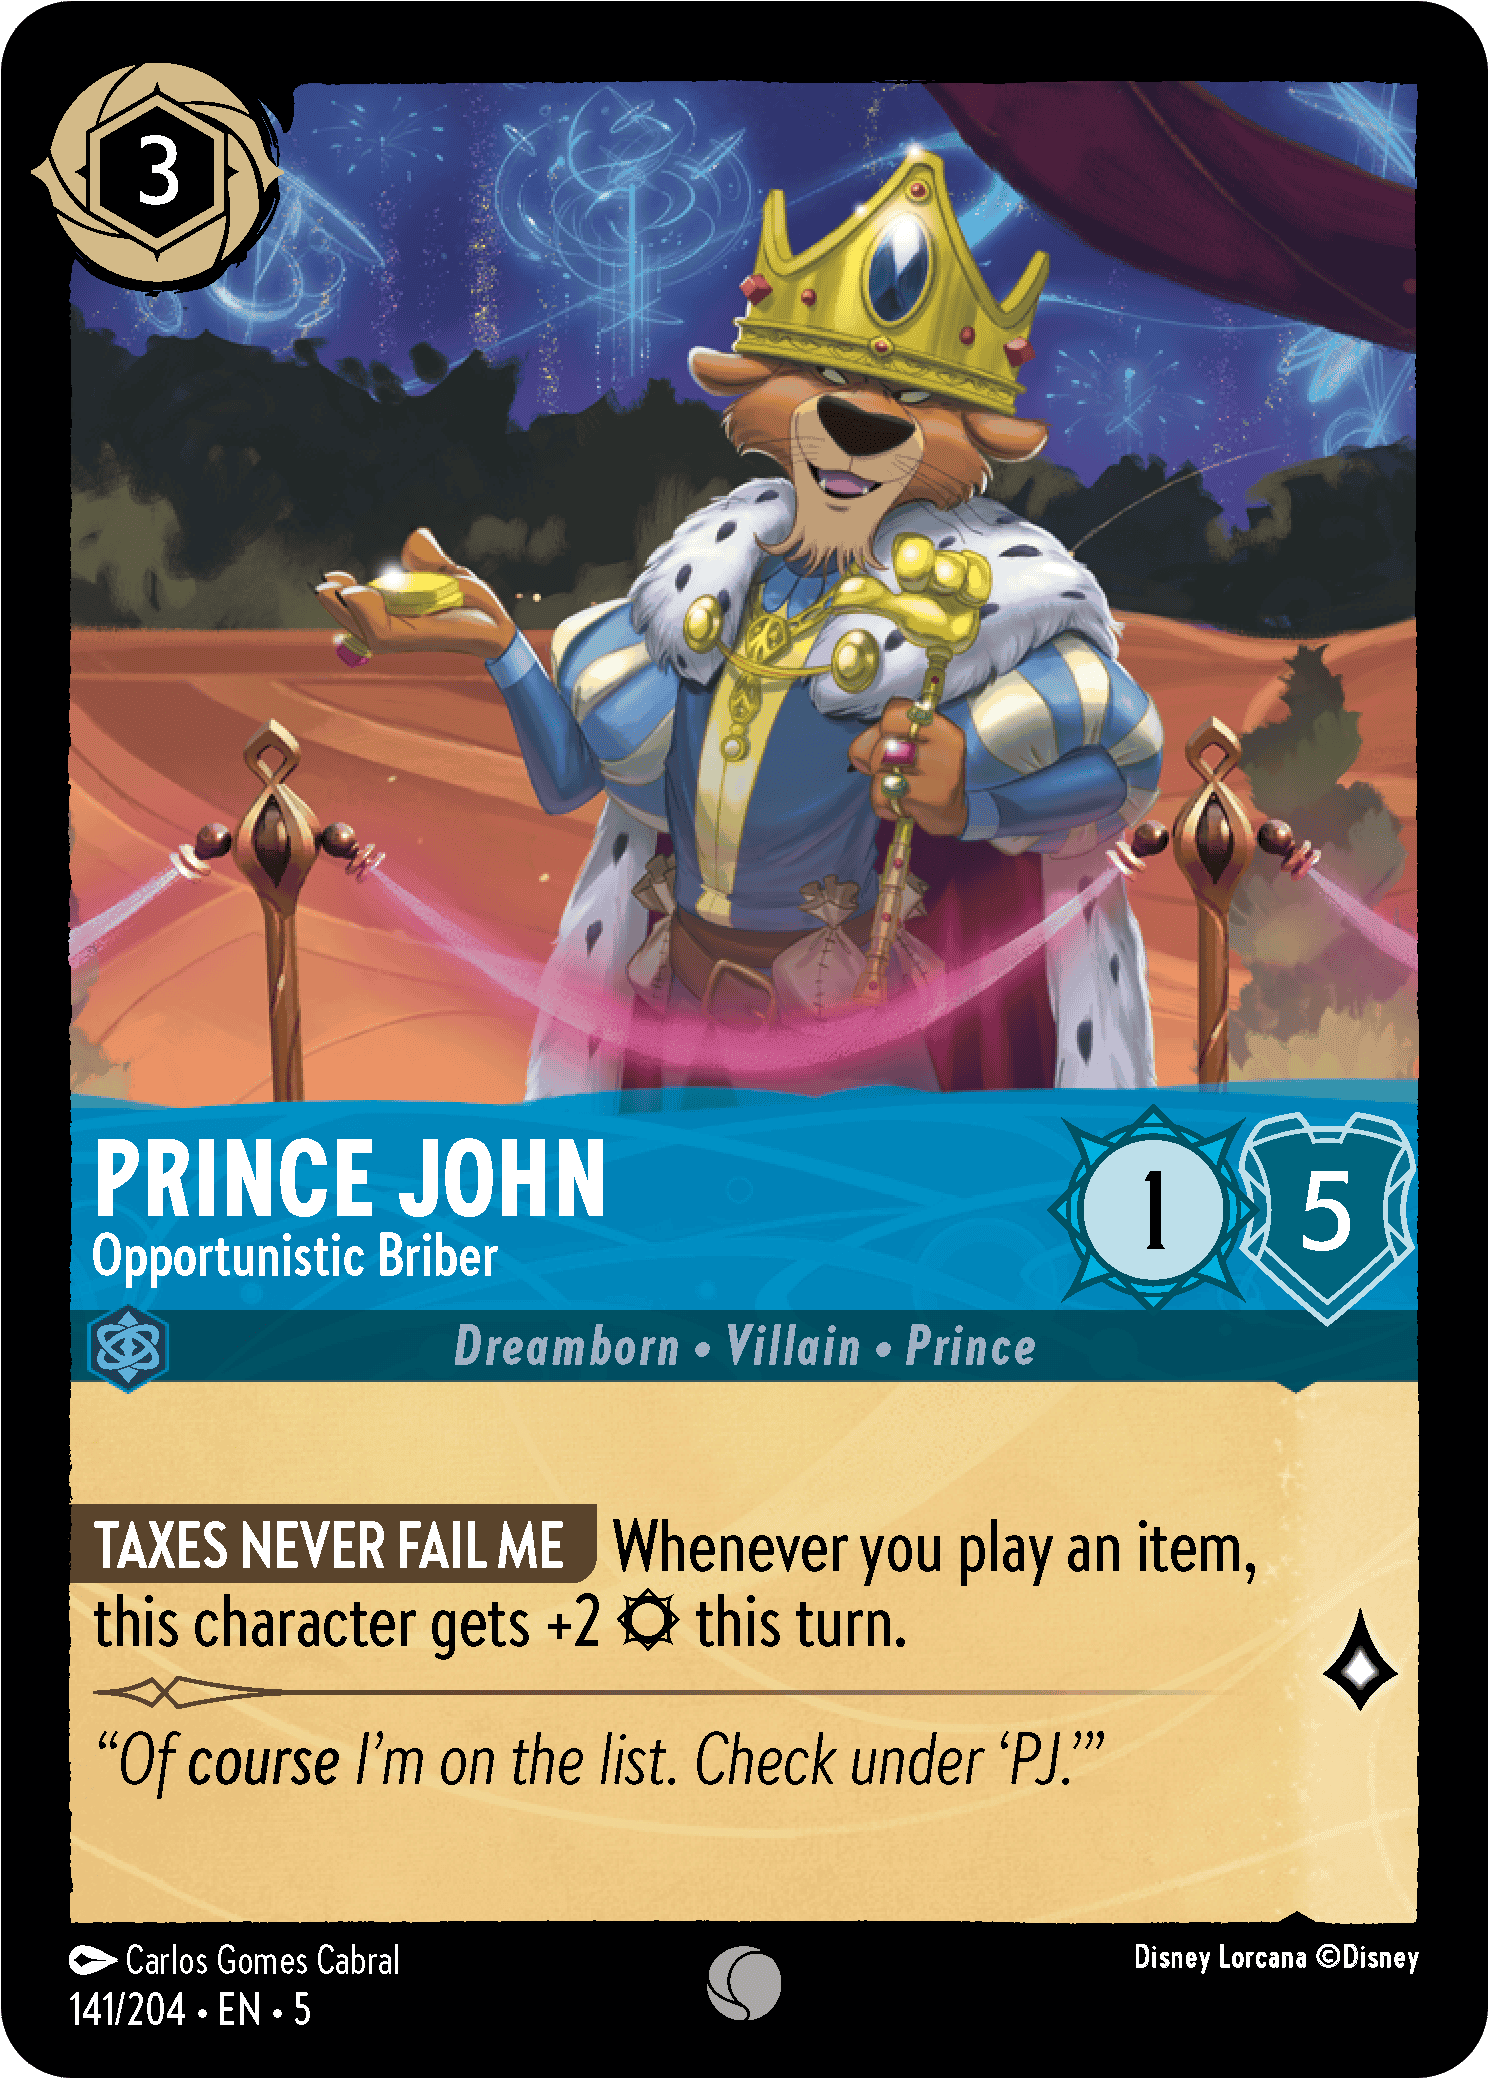 3
PRINCE JOHN
Opportunistic Briber
1
5
Dreamborn • Villain • Prince
TAXES NEVER FAIL ME Whenever you play an item,
this character gets +2 this turn.
“Of course I’m on the list. Check under ‘PJ.’”
Carlos Gomes Cabral
Disney Lorcana ©Disney
141/204 • EN • 5